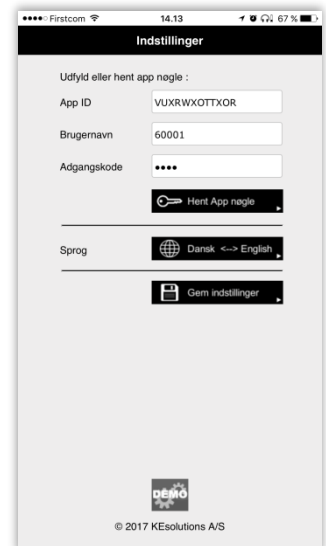 Firstcom 14.13 67 %
Indstillinger
Udfyld eller hent app nøgle :
App ID VUXRWXOTTXOR
Brugernavn 60001
Adgangskode ••••
Hent App nøgle
Sprog Dansk <--> English
Gem indstillinger
DEMO
© 2017 KEsolutions A/S